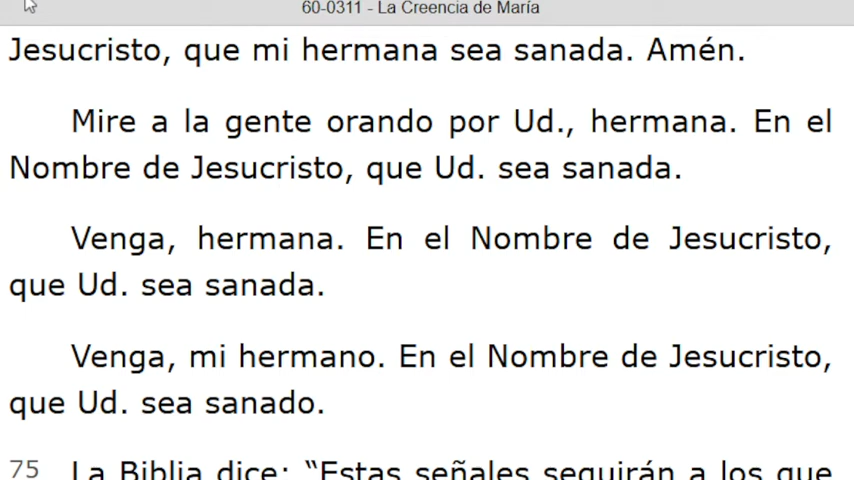 60-0311 - La Creencia de María
Jesucristo, que mi hermana sea sanada. Amén.
Mire a la gente orando por Ud., hermana. En el
Nombre de Jesucristo, que Ud. sea sanada.
Venga, hermana. En el Nombre de Jesucristo,
que Ud. sea sanada.
Venga, mi hermano. En el Nombre de Jesucristo,
que Ud. sea sanado.
75 La Biblia dice: “Estas señales seguirán a los que